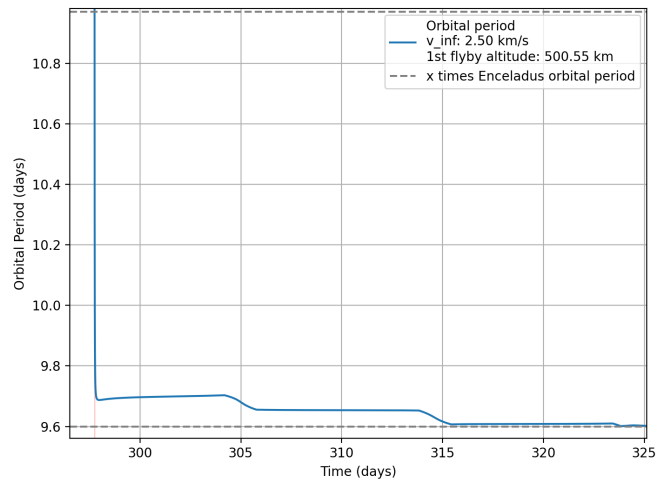 Orbital period
v_inf: 2.50 km/s
1st flyby altitude: 500.55 km
x times Enceladus orbital period
10.8
10.6
10.4
10.2
10.0
9.8
9.6
Orbital Period (days)
300
305
310
315
320
325
Time (days)